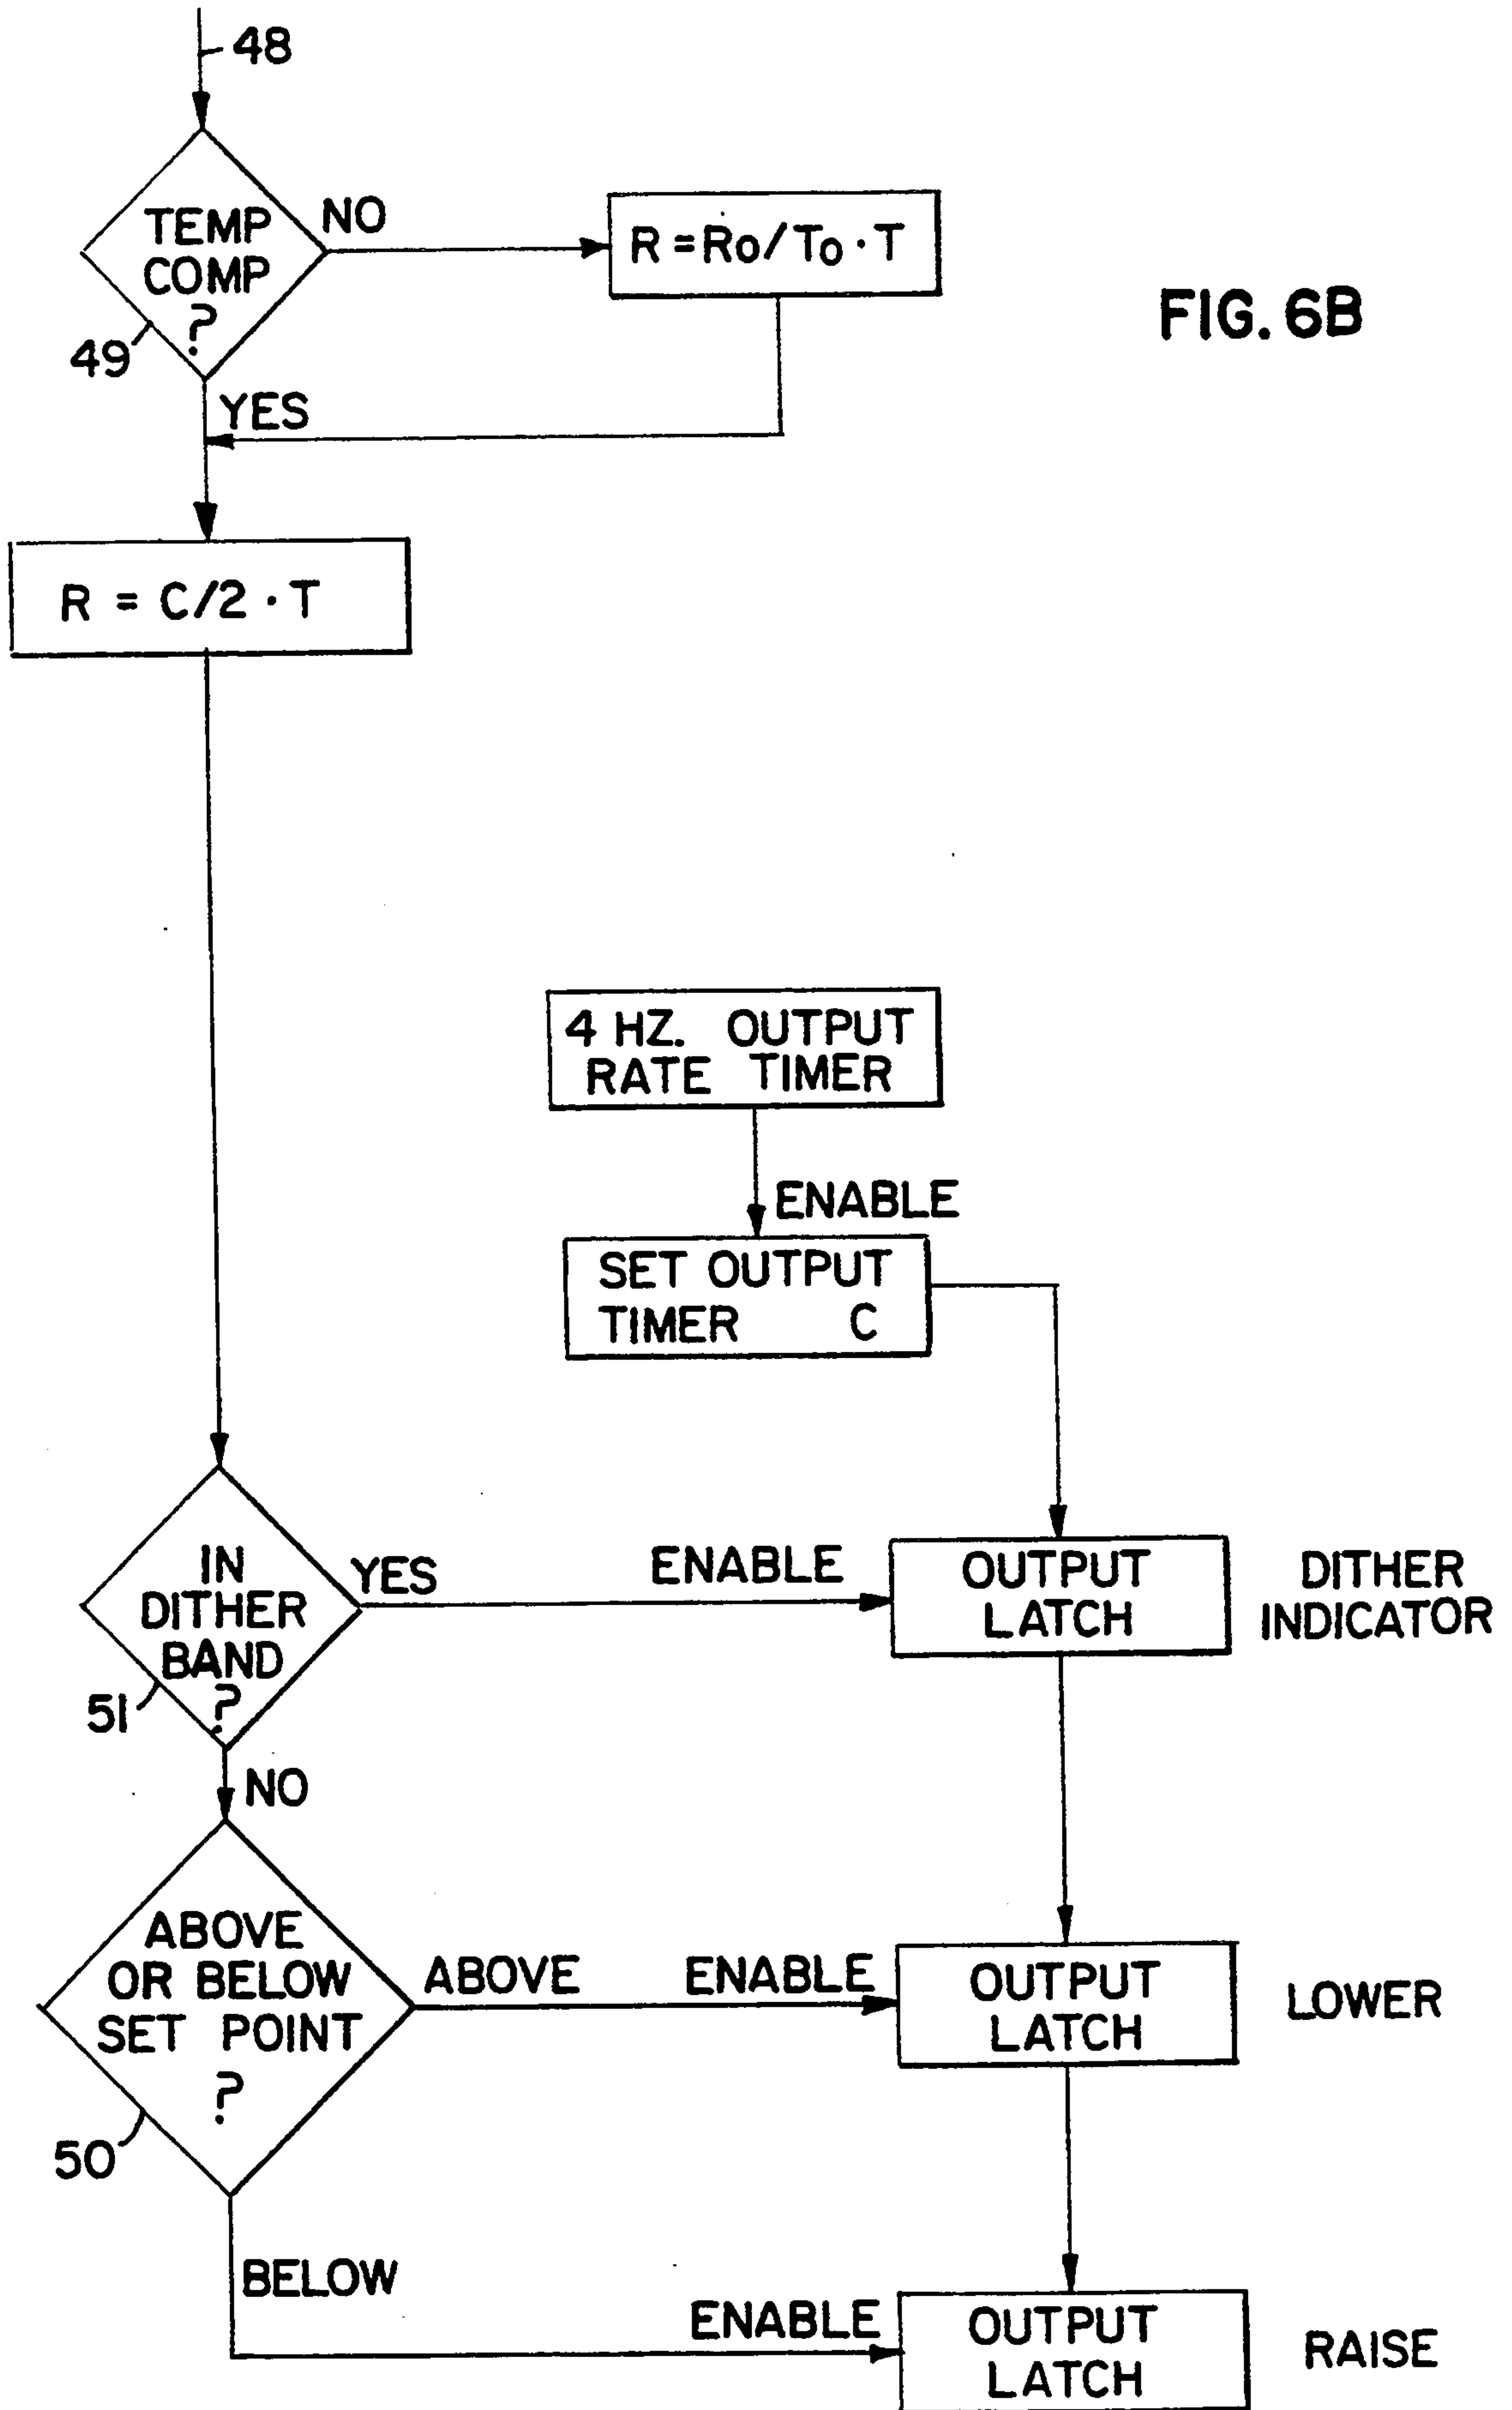 48
TEMP
COMP
?
NO
R = Ro/To · T
FIG. 6B
49
YES
R = C/2 · T
4 HZ. OUTPUT
RATE TIMER
ENABLE
SET OUTPUT
TIMER C
IN
DITHER
BAND
?
YES
ENABLE
OUTPUT
LATCH
DITHER
INDICATOR
51
NO
ABOVE
OR BELOW
SET POINT
?
ABOVE
ENABLE
OUTPUT
LATCH
LOWER
50
BELOW
ENABLE
OUTPUT
LATCH
RAISE